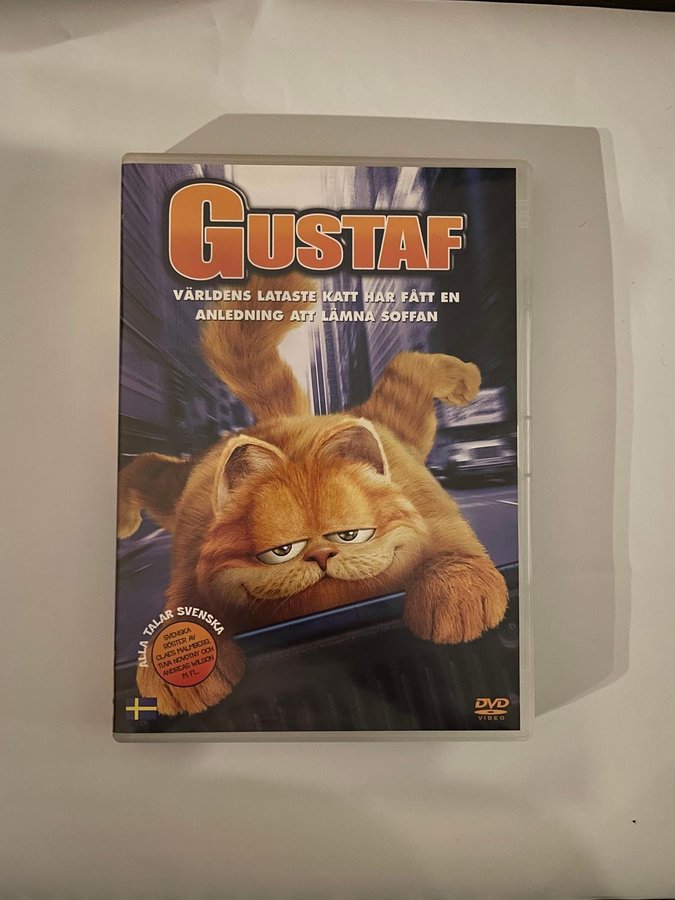 GUSTAF
VÄRLDENS LATASTE KATT HAR FÅTT EN
ANLEDNING ATT LÄMNA SOFFAN
ALLA TALAR SVENSKA
SVENSKA
RÖSTER AV
CLAES MALMBERG,
TUVA NOVOTNY OCH
ANDREAS WILSON
M. FL.
DVD
VIDEO